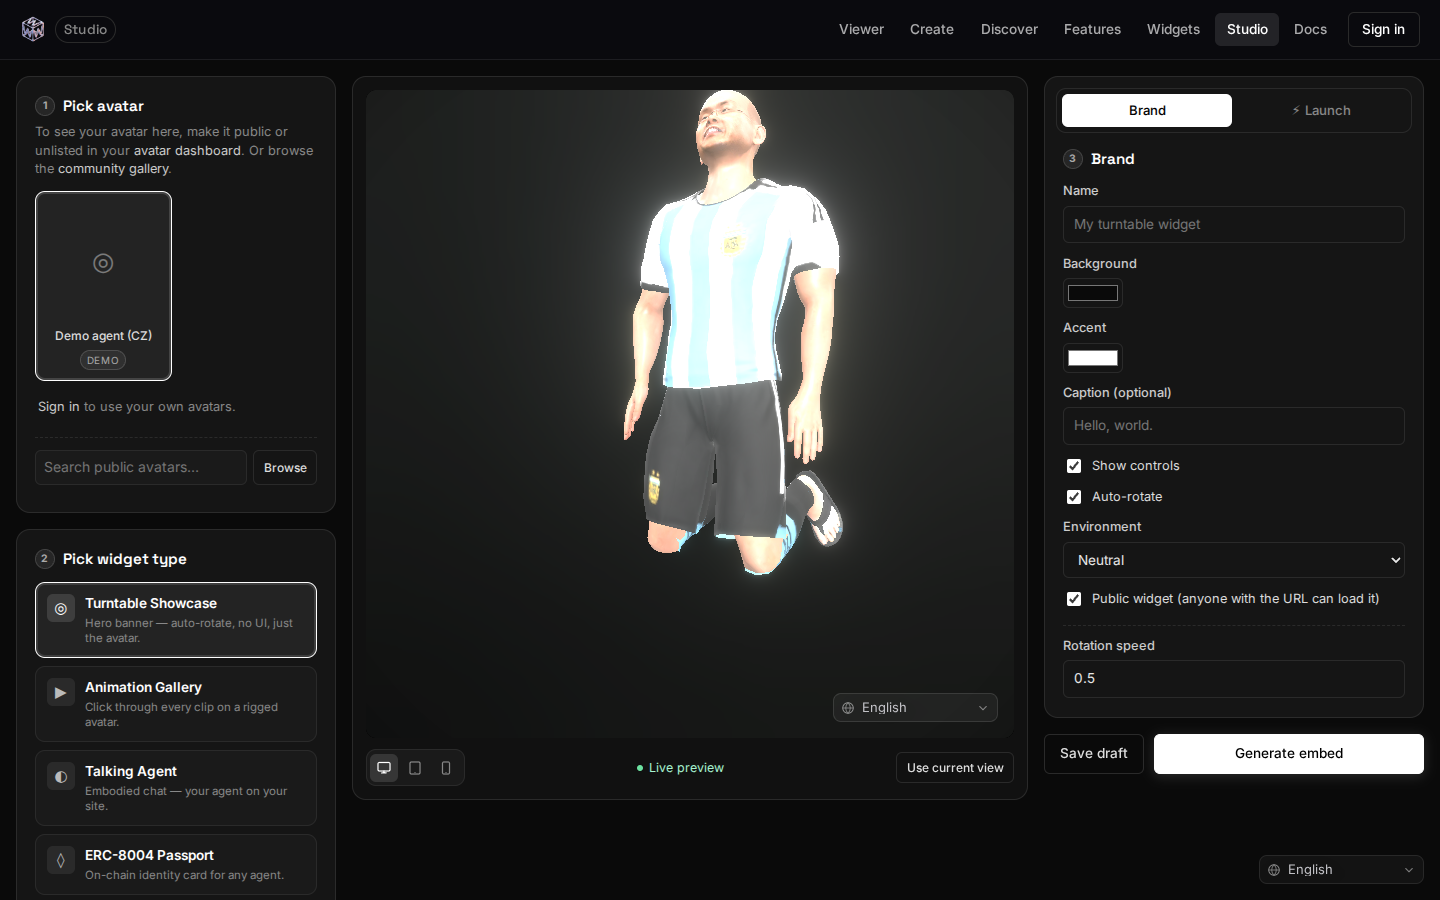 Studio
Viewer
Create
Discover
Features
Widgets
Studio
Docs
Sign in
1
Pick avatar
To see your avatar here, make it public or
unlisted in your avatar dashboard. Or browse
the community gallery.
Demo agent (CZ)
DEMO
Sign in to use your own avatars.
Search public avatars...
Browse
2
Pick widget type
Turntable Showcase
Hero banner — auto-rotate, no UI, just
the avatar.
Animation Gallery
Click through every clip on a rigged
avatar.
Talking Agent
Embodied chat — your agent on your
site.
ERC-8004 Passport
On-chain identity card for any agent.
English
Live preview
Use current view
Brand
⚡ Launch
3
Brand
Name
My turntable widget
Background
Accent
Caption (optional)
Hello, world.
Show controls
Auto-rotate
Environment
Neutral
Public widget (anyone with the URL can load it)
Rotation speed
0.5
Save draft
Generate embed
English